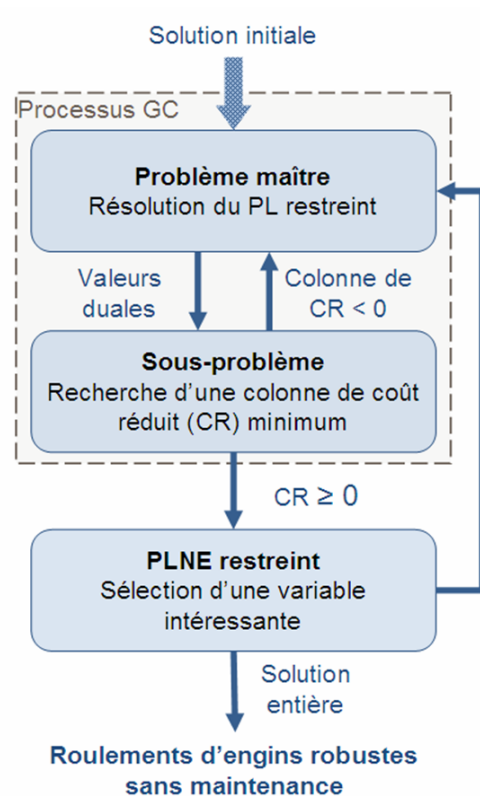 Solution initiale
Processus GC
Problème maître
Résolution du PL restreint
Valeurs
duales
Colonne de
CR < 0
Sous-problème
Recherche d'une colonne de coût
réduit (CR) minimum
CR ≥ 0
PLNE restreint
Sélection d'une variable
intéressante
Solution
entière
Roulements d'engins robustes
sans maintenance